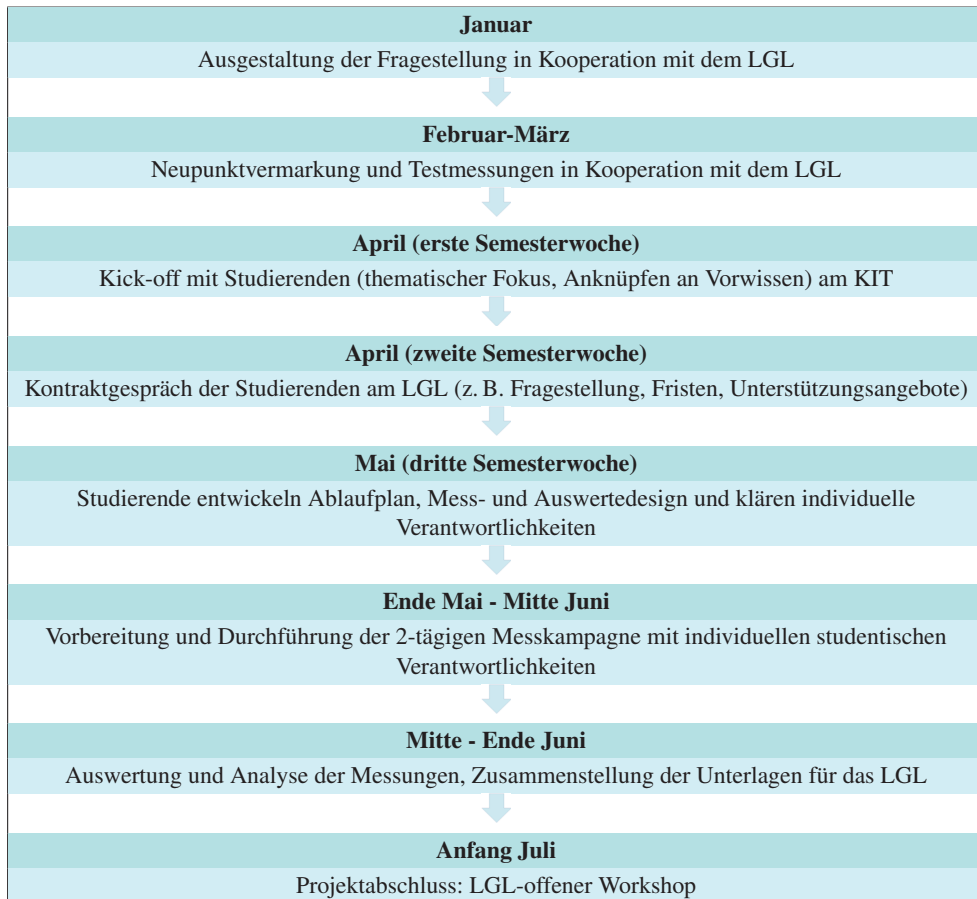 Januar
Ausgestaltung der Fragestellung in Kooperation mit dem LGL
Februar-März
Neupunktvermarkung und Testmessungen in Kooperation mit dem LGL
April (erste Semesterwoche)
Kick-off mit Studierenden (thematischer Fokus, Anknüpfen an Vorwissen) am KIT
April (zweite Semesterwoche)
Kontraktgespräch der Studierenden am LGL (z. B. Fragestellung, Fristen, Unterstützungsangebote)
Mai (dritte Semesterwoche)
Studierende entwickeln Ablaufplan, Mess- und Auswertedesign und klären individuelle
Verantwortlichkeiten
Ende Mai - Mitte Juni
Vorbereitung und Durchführung der 2-tägigen Messkampagne mit individuellen studentischen
Verantwortlichkeiten
Mitte - Ende Juni
Auswertung und Analyse der Messungen, Zusammenstellung der Unterlagen für das LGL
Anfang Juli
Projektabschluss: LGL-offener Workshop